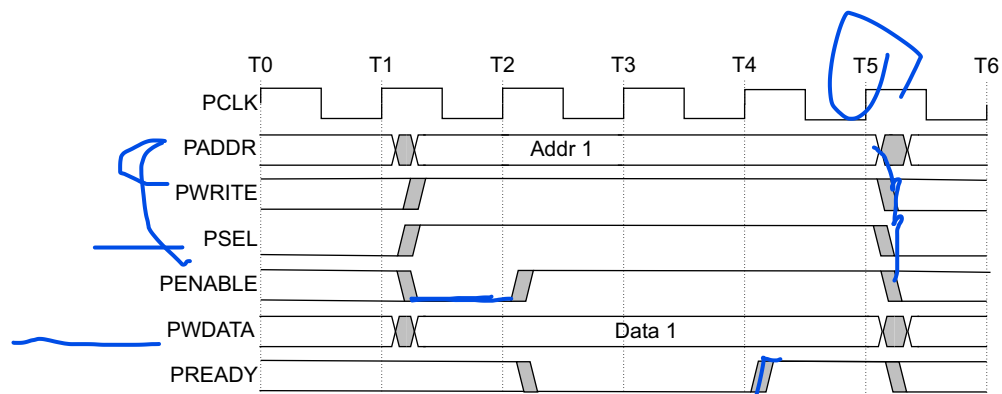 T0 T1 T2 T3 T4 T5 T6
PCLK
PADDR Addr 1
PWRITE
PSEL
PENABLE
PWDATA Data 1
PREADY